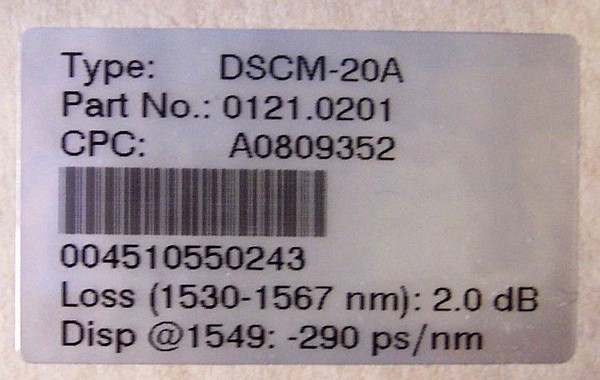 Type: DSCM-20A
Part No.: 0121.0201
CPC: A0809352
004510550243
Loss (1530-1567 nm): 2.0 dB
Disp @1549: -290 ps/nm